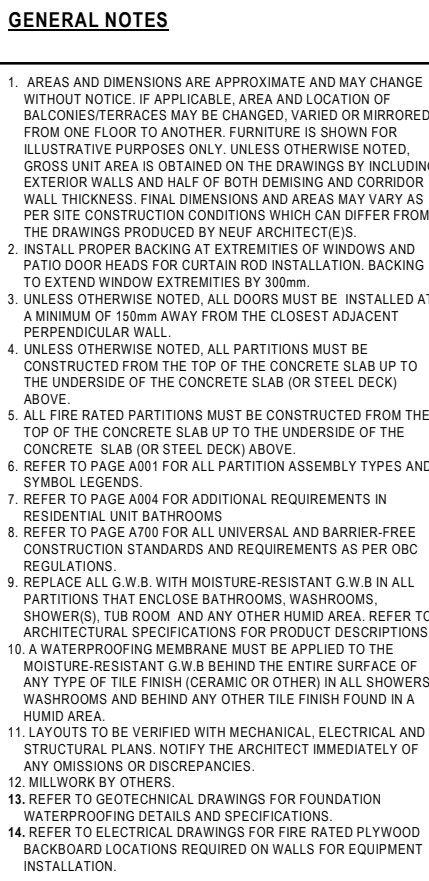 GENERAL NOTES
1. AREAS AND DIMENSIONS ARE APPROXIMATE AND MAY CHANGE
WITHOUT NOTICE. IF APPLICABLE, AREA AND LOCATION OF
BALCONIES/TERRACES MAY BE CHANGED, VARIED OR MIRRORED
FROM ONE FLOOR TO ANOTHER. FURNITURE IS SHOWN FOR
ILLUSTRATIVE PURPOSES ONLY. UNLESS OTHERWISE NOTED,
GROSS UNIT AREA IS OBTAINED ON THE DRAWINGS BY INCLUDING
EXTERIOR WALLS AND HALF OF BOTH DEMISING AND CORRIDOR
WALL THICKNESS. FINAL DIMENSIONS AND AREAS MAY VARY AS
PER SITE CONSTRUCTION CONDITIONS WHICH CAN DIFFER FROM
THE DRAWINGS PRODUCED BY NEUF ARCHITECT(E)S.
2. INSTALL PROPER BACKING AT EXTREMITIES OF WINDOWS AND
PATIO DOOR HEADS FOR CURTAIN ROD INSTALLATION. BACKING
TO EXTEND WINDOW EXTREMITIES BY 300mm.
3. UNLESS OTHERWISE NOTED, ALL DOORS MUST BE INSTALLED AT
A MINIMUM OF 150mm AWAY FROM THE CLOSEST ADJACENT
PERPENDICULAR WALL.
4. UNLESS OTHERWISE NOTED, ALL PARTITIONS MUST BE
CONSTRUCTED FROM THE TOP OF THE CONCRETE SLAB UP TO
THE UNDERSIDE OF THE CONCRETE SLAB (OR STEEL DECK)
ABOVE.
5. ALL FIRE RATED PARTITIONS MUST BE CONSTRUCTED FROM THE
TOP OF THE CONCRETE SLAB UP TO THE UNDERSIDE OF THE
CONCRETE SLAB (OR STEEL DECK) ABOVE.
6. REFER TO PAGE A001 FOR ALL PARTITION ASSEMBLY TYPES AND
SYMBOL LEGENDS.
7. REFER TO PAGE A004 FOR ADDITIONAL REQUIREMENTS IN
RESIDENTIAL UNIT BATHROOMS
8. REFER TO PAGE A700 FOR ALL UNIVERSAL AND BARRIER-FREE
CONSTRUCTION STANDARDS AND REQUIREMENTS AS PER OBC
REGULATIONS.
9. REPLACE ALL G.W.B. WITH MOISTURE-RESISTANT G.W.B IN ALL
PARTITIONS THAT ENCLOSE BATHROOMS, WASHROOMS,
SHOWER(S), TUB ROOM AND ANY OTHER HUMID AREA. REFER TO
ARCHITECTURAL SPECIFICATIONS FOR PRODUCT DESCRIPTIONS
10. A WATERPROOFING MEMBRANE MUST BE APPLIED TO THE
MOISTURE-RESISTANT G.W.B BEHIND THE ENTIRE SURFACE OF
ANY TYPE OF TILE FINISH (CERAMIC OR OTHER) IN ALL SHOWERS
WASHROOMS AND BEHIND ANY OTHER TILE FINISH FOUND IN A
HUMID AREA.
11. LAYOUTS TO BE VERIFIED WITH MECHANICAL, ELECTRICAL AND
STRUCTURAL PLANS. NOTIFY THE ARCHITECT IMMEDIATELY OF
ANY OMISSIONS OR DISCREPANCIES.
12. MILLWORK BY OTHERS.
13. REFER TO GEOTECHNICAL DRAWINGS FOR FOUNDATION
WATERPROOFING DETAILS AND SPECIFICATIONS.
14. REFER TO ELECTRICAL DRAWINGS FOR FIRE RATED PLYWOOD
BACKBOARD LOCATIONS REQUIRED ON WALLS FOR EQUIPMENT
INSTALLATION.